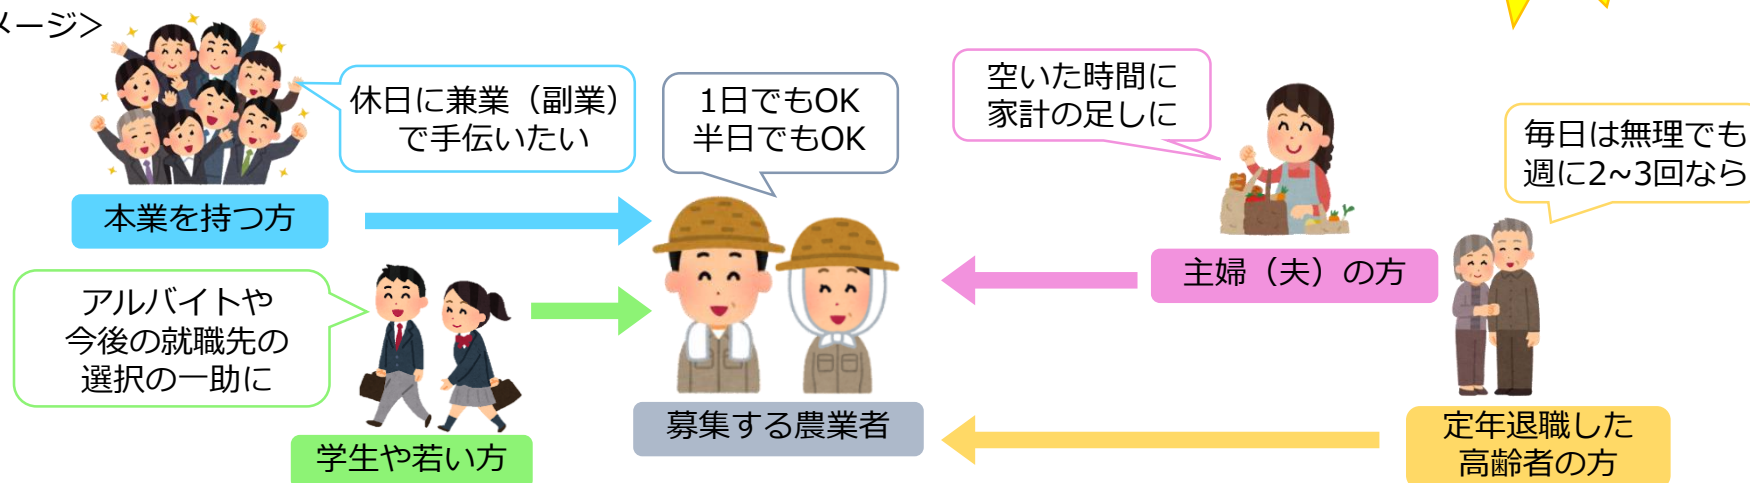 メージ＞
休日に兼業（副業）
で手伝いたい
1日でもOK
半日でもOK
空いた時間に
家計の足しに
毎日は無理でも
週に2~3回なら
本業を持つ方
主婦（夫）の方
アルバイトや
今後の就職先の
選択の一助に
学生や若い方
募集する農業者
定年退職した
高齢者の方